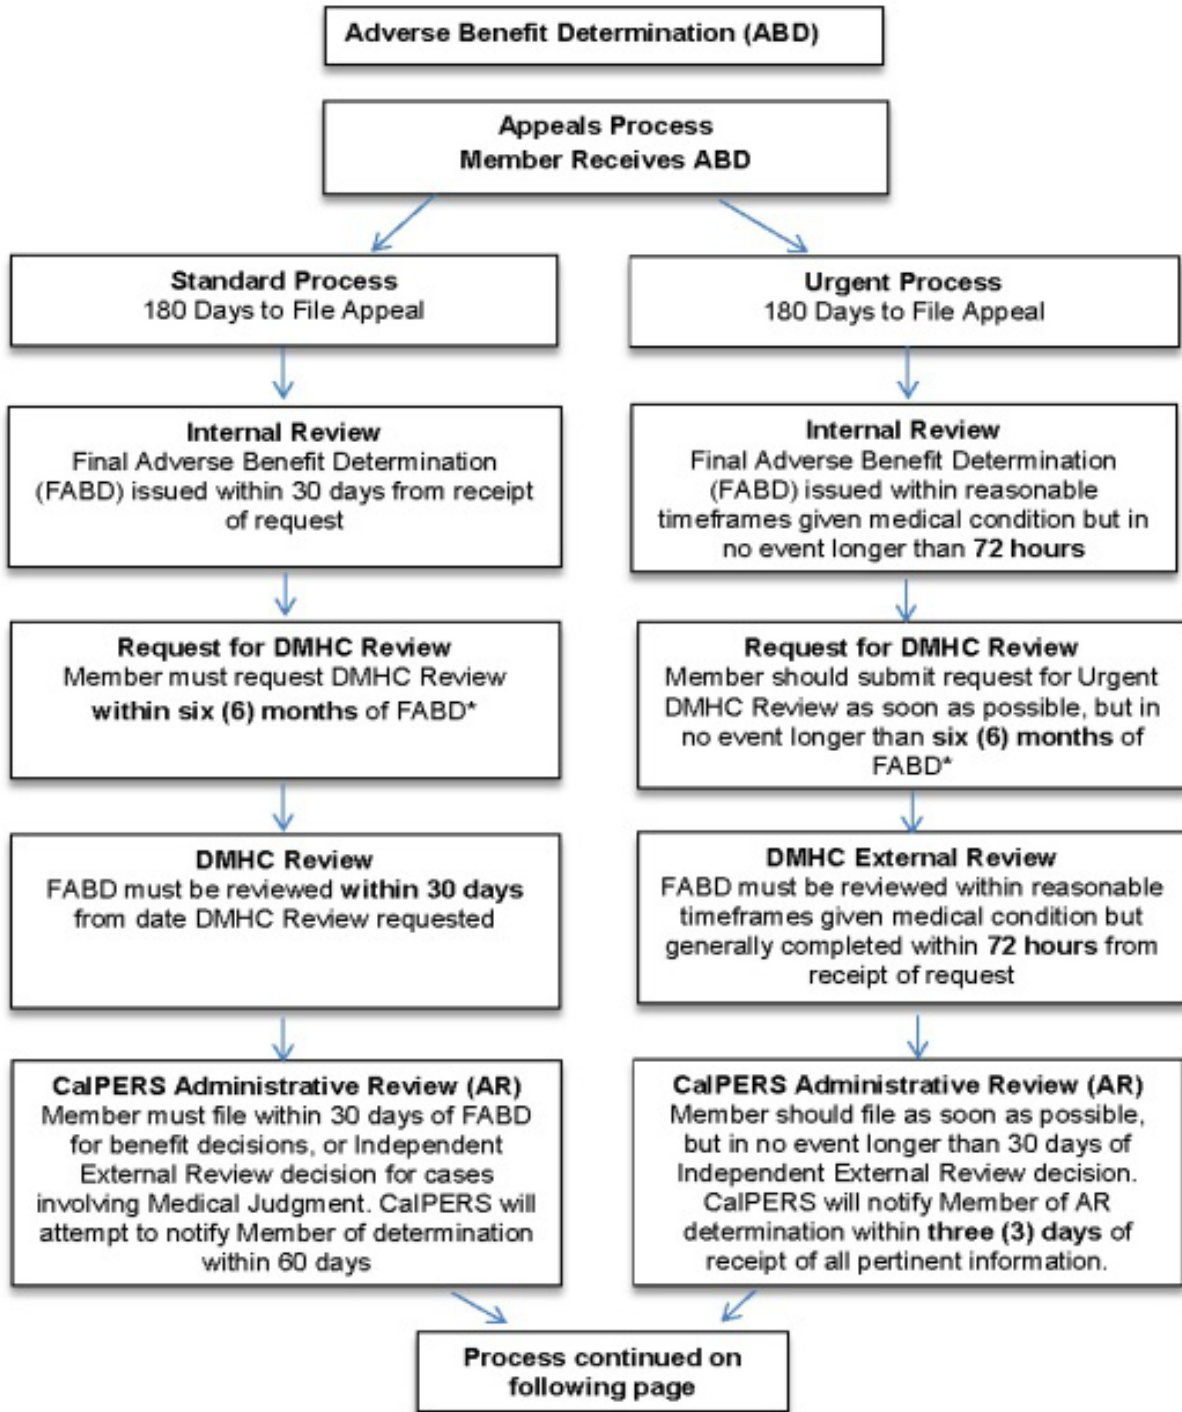 Adverse Benefit Determination (ABD)
Appeals Process
Member Receives ABD
Standard Process
180 Days to File Appeal
Urgent Process
180 Days to File Appeal
Internal Review
Final Adverse Benefit Determination
(FABD) issued within 30 days from receipt
of request
Internal Review
Final Adverse Benefit Determination
(FABD) issued within reasonable
timeframes given medical condition but in
no event longer than 72 hours
Request for DMHC Review
Member must request DMHC Review
within six (6) months of FABD*
Request for DMHC Review
Member should submit request for Urgent
DMHC Review as soon as possible, but in
no event longer than six (6) months of
FABD*
DMHC Review
FABD must be reviewed within 30 days
from date DMHC Review requested
DMHC External Review
FABD must be reviewed within reasonable
timeframes given medical condition but
generally completed within 72 hours from
receipt of request
CalPERS Administrative Review (AR)
Member must file within 30 days of FABD
for benefit decisions, or Independent
External Review decision for cases
involving Medical Judgment. CalPERS will
attempt to notify Member of determination
within 60 days
CalPERS Administrative Review (AR)
Member should file as soon as possible,
but in no event longer than 30 days of
Independent External Review decision.
CalPERS will notify Member of AR
determination within three (3) days of
receipt of all pertinent information.
Process continued on
following page